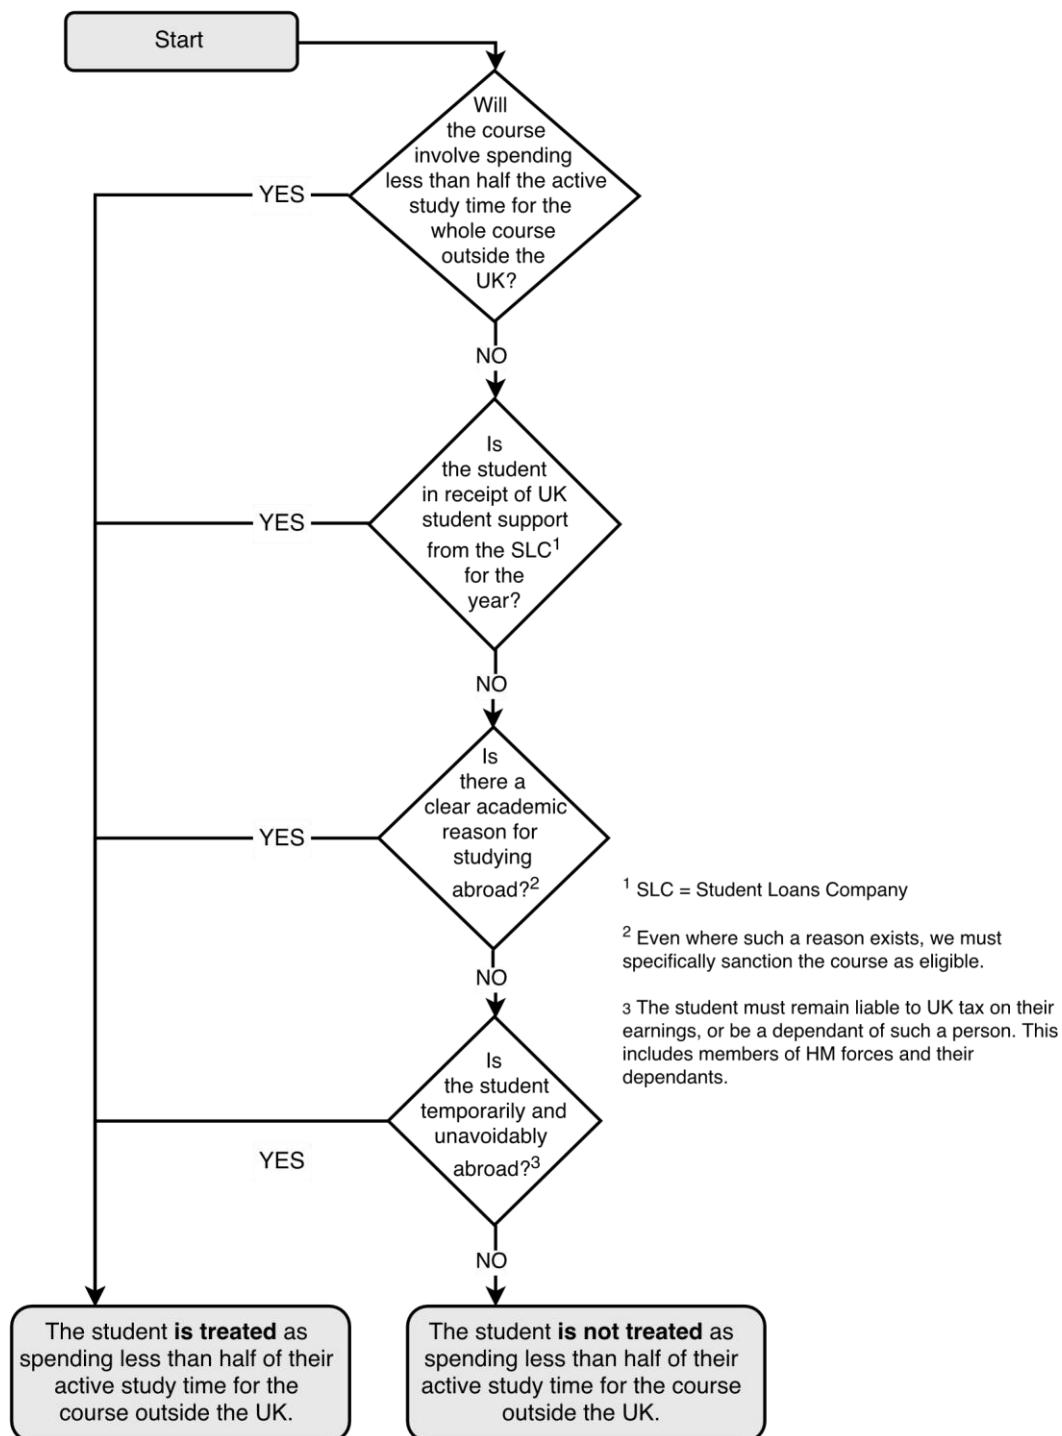 Start
Will
the course
involve spending
less than half the active
study time for the
whole course
outside the
UK?
YES
NO
Is
the student
in receipt of UK
student support
from the SLC1
for the
year?
YES
NO
Is
there a
clear academic
reason for
studying
abroad?2
YES
NO
Is
the student
temporarily and
unavoidably
abroad?3
YES
NO
1 SLC = Student Loans Company
2 Even where such a reason exists, we must
specifically sanction the course as eligible.
3 The student must remain liable to UK tax on their
earnings, or be a dependant of such a person. This
includes members of HM forces and their
dependants.
The student is treated as
spending less than half of their
active study time for the
course outside the UK.
The student is not treated as
spending less than half of their
active study time for the course
outside the UK.